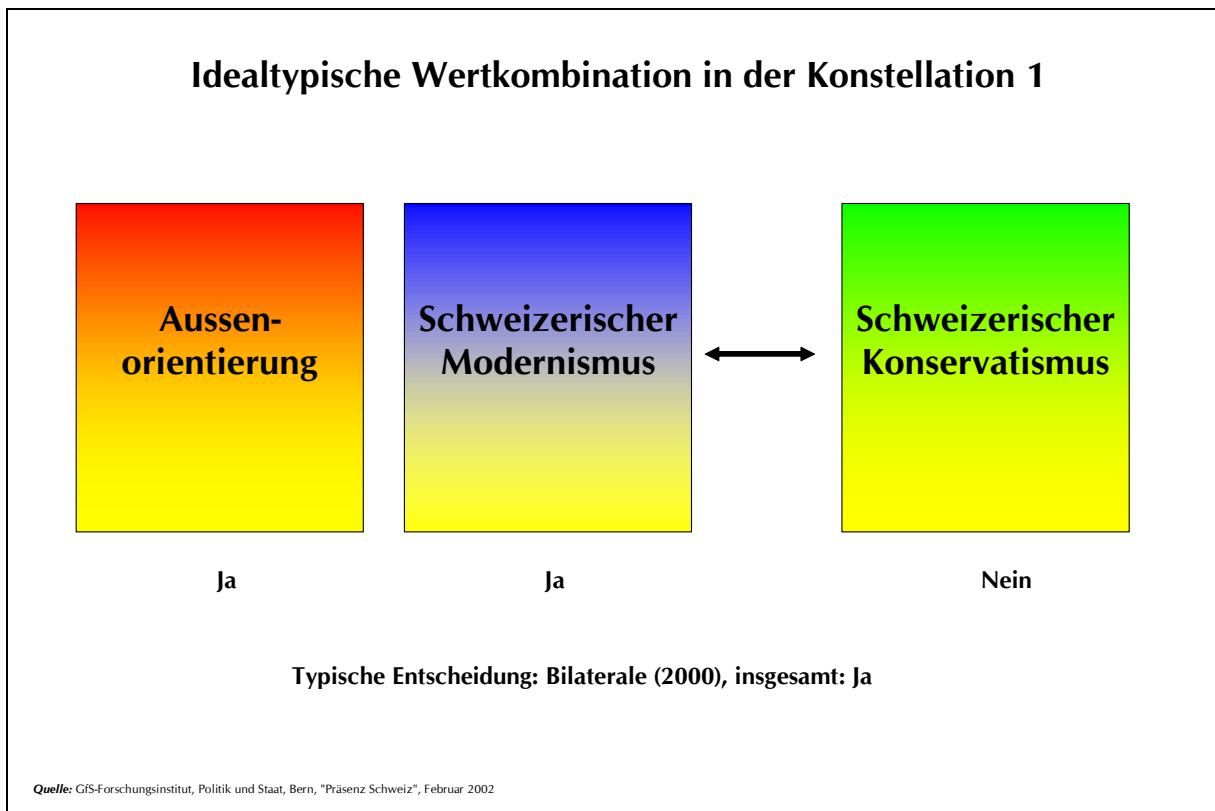 Idealtypische Wertkombination in der Konstellation 1
Aussen-
orientierung
Schweizerischer
Modernismus
Schweizerischer
Konservatismus
Ja
Ja
Nein
Typische Entscheidung: Bilaterale (2000), insgesamt: Ja
Quelle: GfS-Forschungsinstitut, Politik und Staat, Bern, "Präsenz Schweiz", Februar 2002